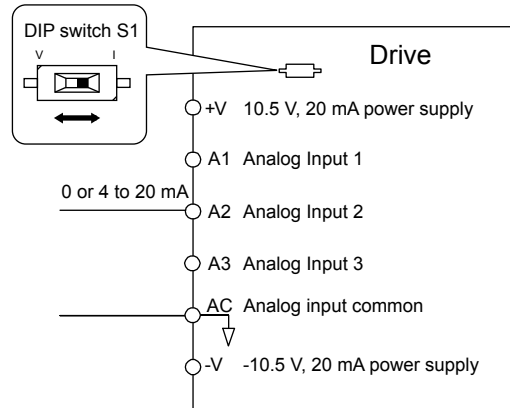 DIP switch S1
V I
Drive
+V 10.5 V, 20 mA power supply
A1 Analog Input 1
0 or 4 to 20 mA
A2 Analog Input 2
A3 Analog Input 3
AC Analog input common
-V -10.5 V, 20 mA power supply